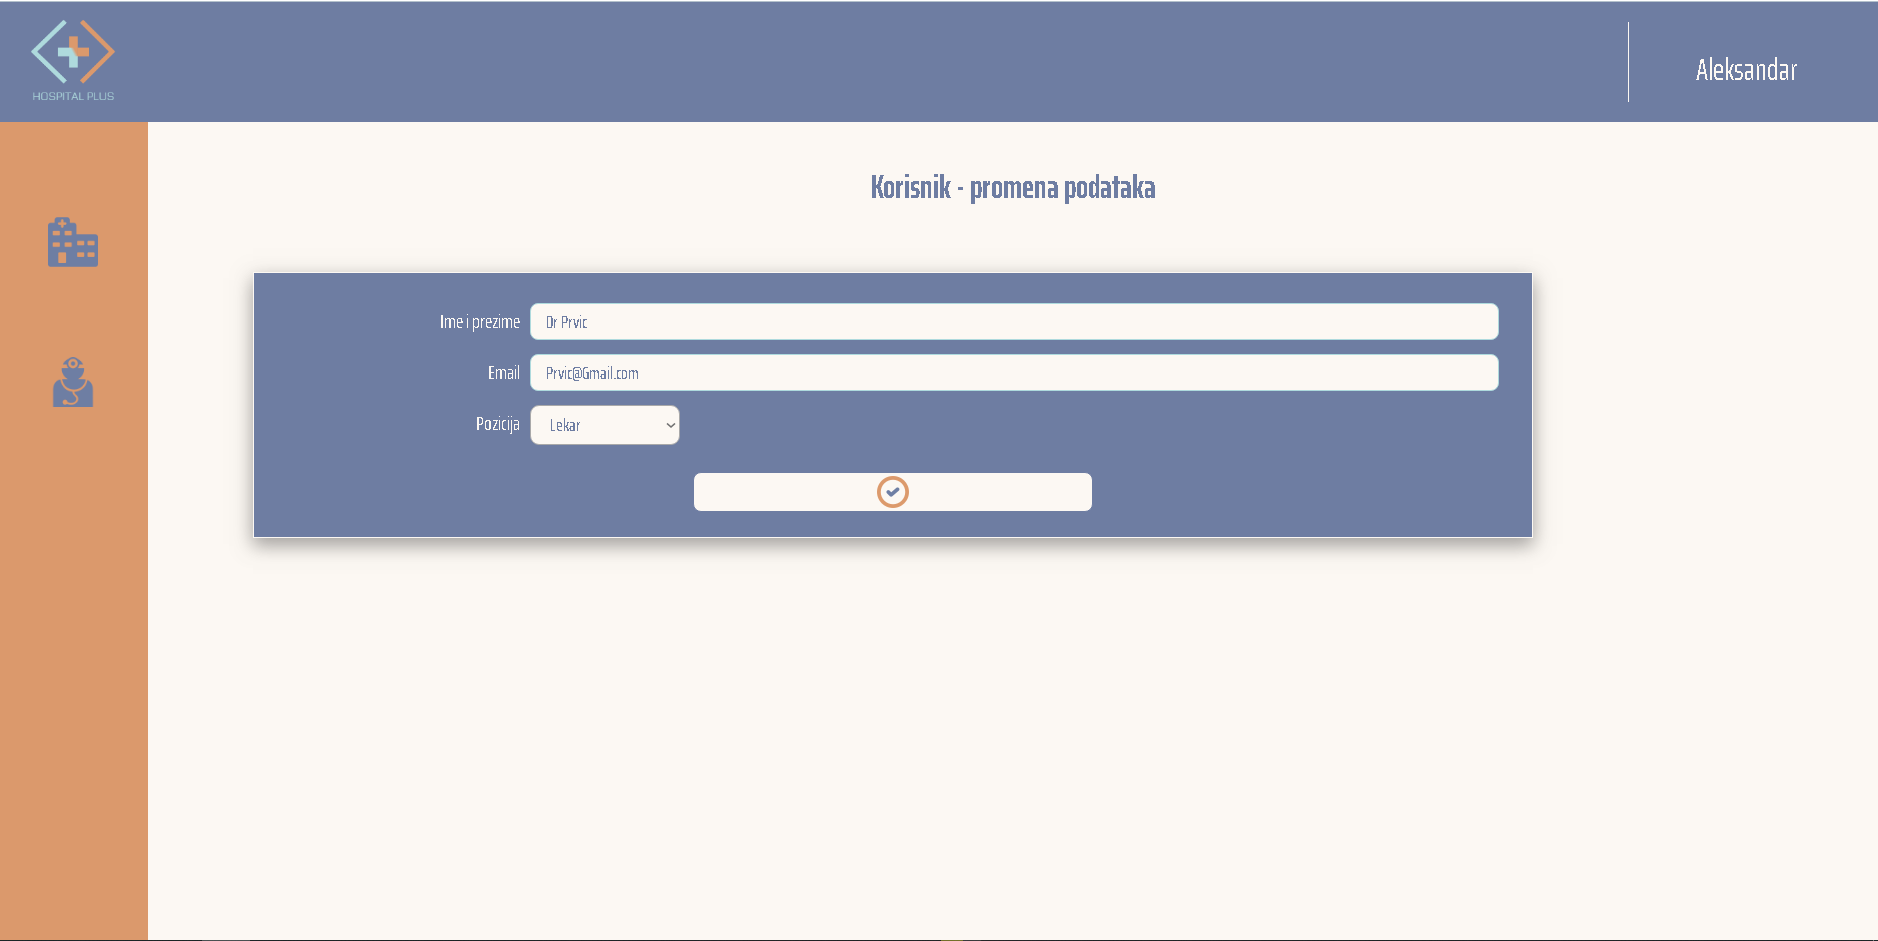 HOSPITAL PLUS
Aleksandar
Korisnik - promena podataka
Ime i prezime
Dr Prvic
Email
Prvic@Gmail.com
Pozicija
Lekar